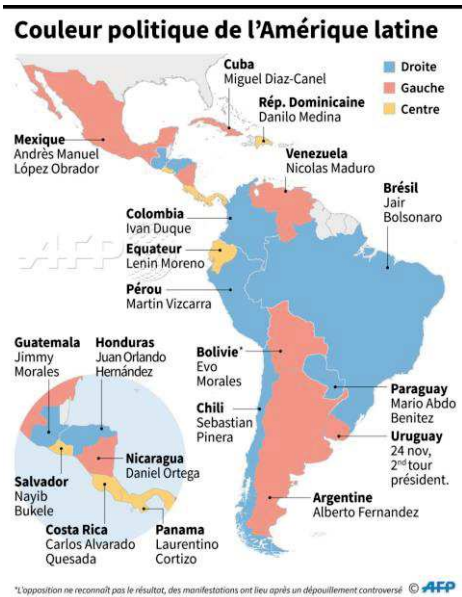 Couleur politique de l’Amérique latine
Droite
Gauche
Centre
Cuba
Miguel Diaz-Canel
Rép. Dominicaine
Danilo Medina
Mexique
Andrès Manuel
López Obrador
Venezuela
Nicolas Maduro
Brésil
Jair
Bolsonaro
Colombia
Ivan Duque
AFP
Equateur
Lenin Moreno
Pérou
Martin Vizcarra
Guatemala
Jimmy
Morales
Honduras
Juan Orlando
Hernández
Bolivie*
Evo
Morales
Paraguay
Mario Abdo
Benitez
Chili
Sebastian
Pinera
Uruguay
24 nov,
2nd tour
président.
Nicaragua
Daniel Ortega
Salvador
Nayib
Bukele
Argentine
Alberto Fernandez
Costa Rica
Carlos Alvarado
Quesada
Panama
Laurentino
Cortizo
*L'opposition ne reconnaît pas le résultat, des manifestations ont lieu après un dépouillement controversé © AFP